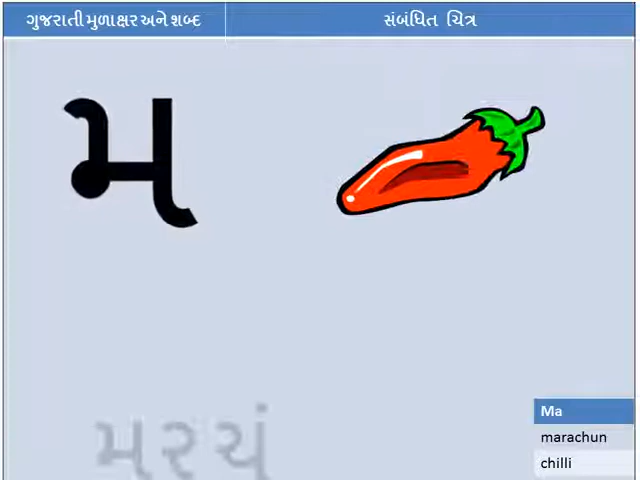 ગુજરાતી મુળાક્ષર અને શબ્દ
સંબંધિત ચિત્ર
મ
મરચું
Ma
marachun
chilli